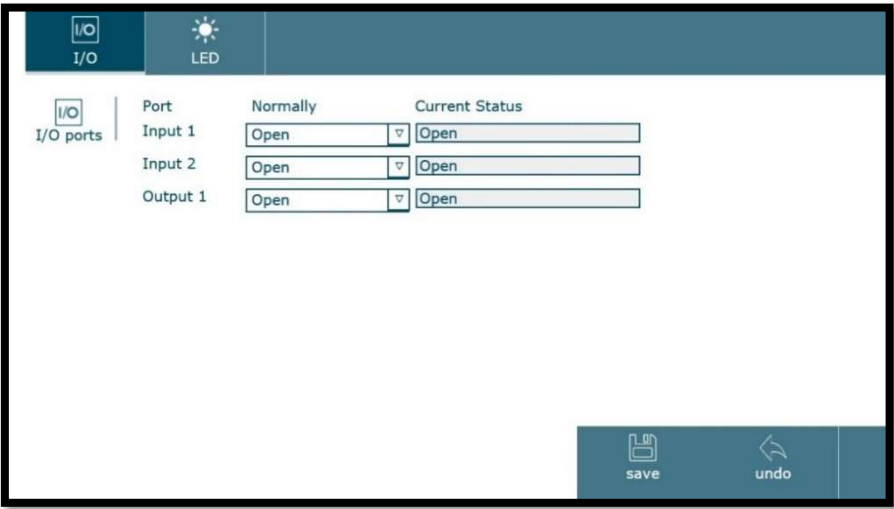 I/O
I/O
LED
I/O
I/O ports
Port Normally Current Status
Input 1 Open Open
Input 2 Open Open
Output 1 Open Open
save undo